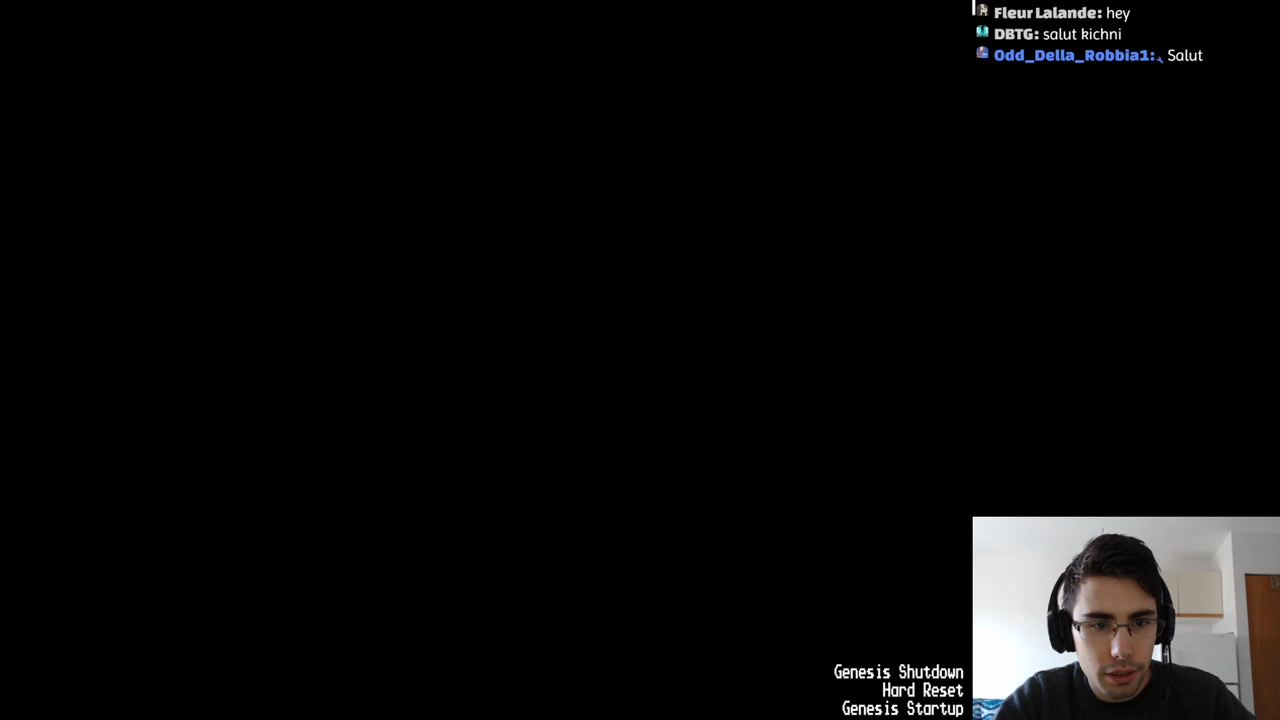 Fleur Lalande: hey
DBTG: salut kichni
Odd_Della_Robbia1: Salut
Genesis Shutdown
Hard Reset
Genesis Startup